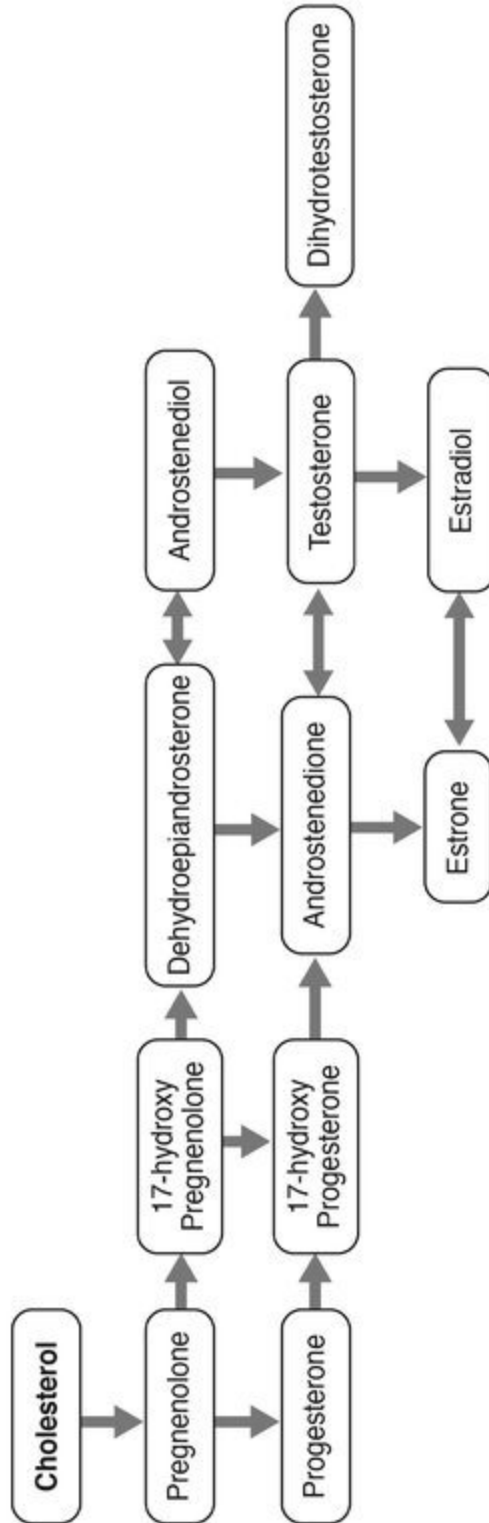 Cholesterol
Pregnenolone
17-hydroxy
Pregnenolone
Dehydroepiandrosterone
Androstenediol
Progesterone
17-hydroxy
Progesterone
Androstenedione
Testosterone
Dihydrotestosterone
Estrone
Estradiol